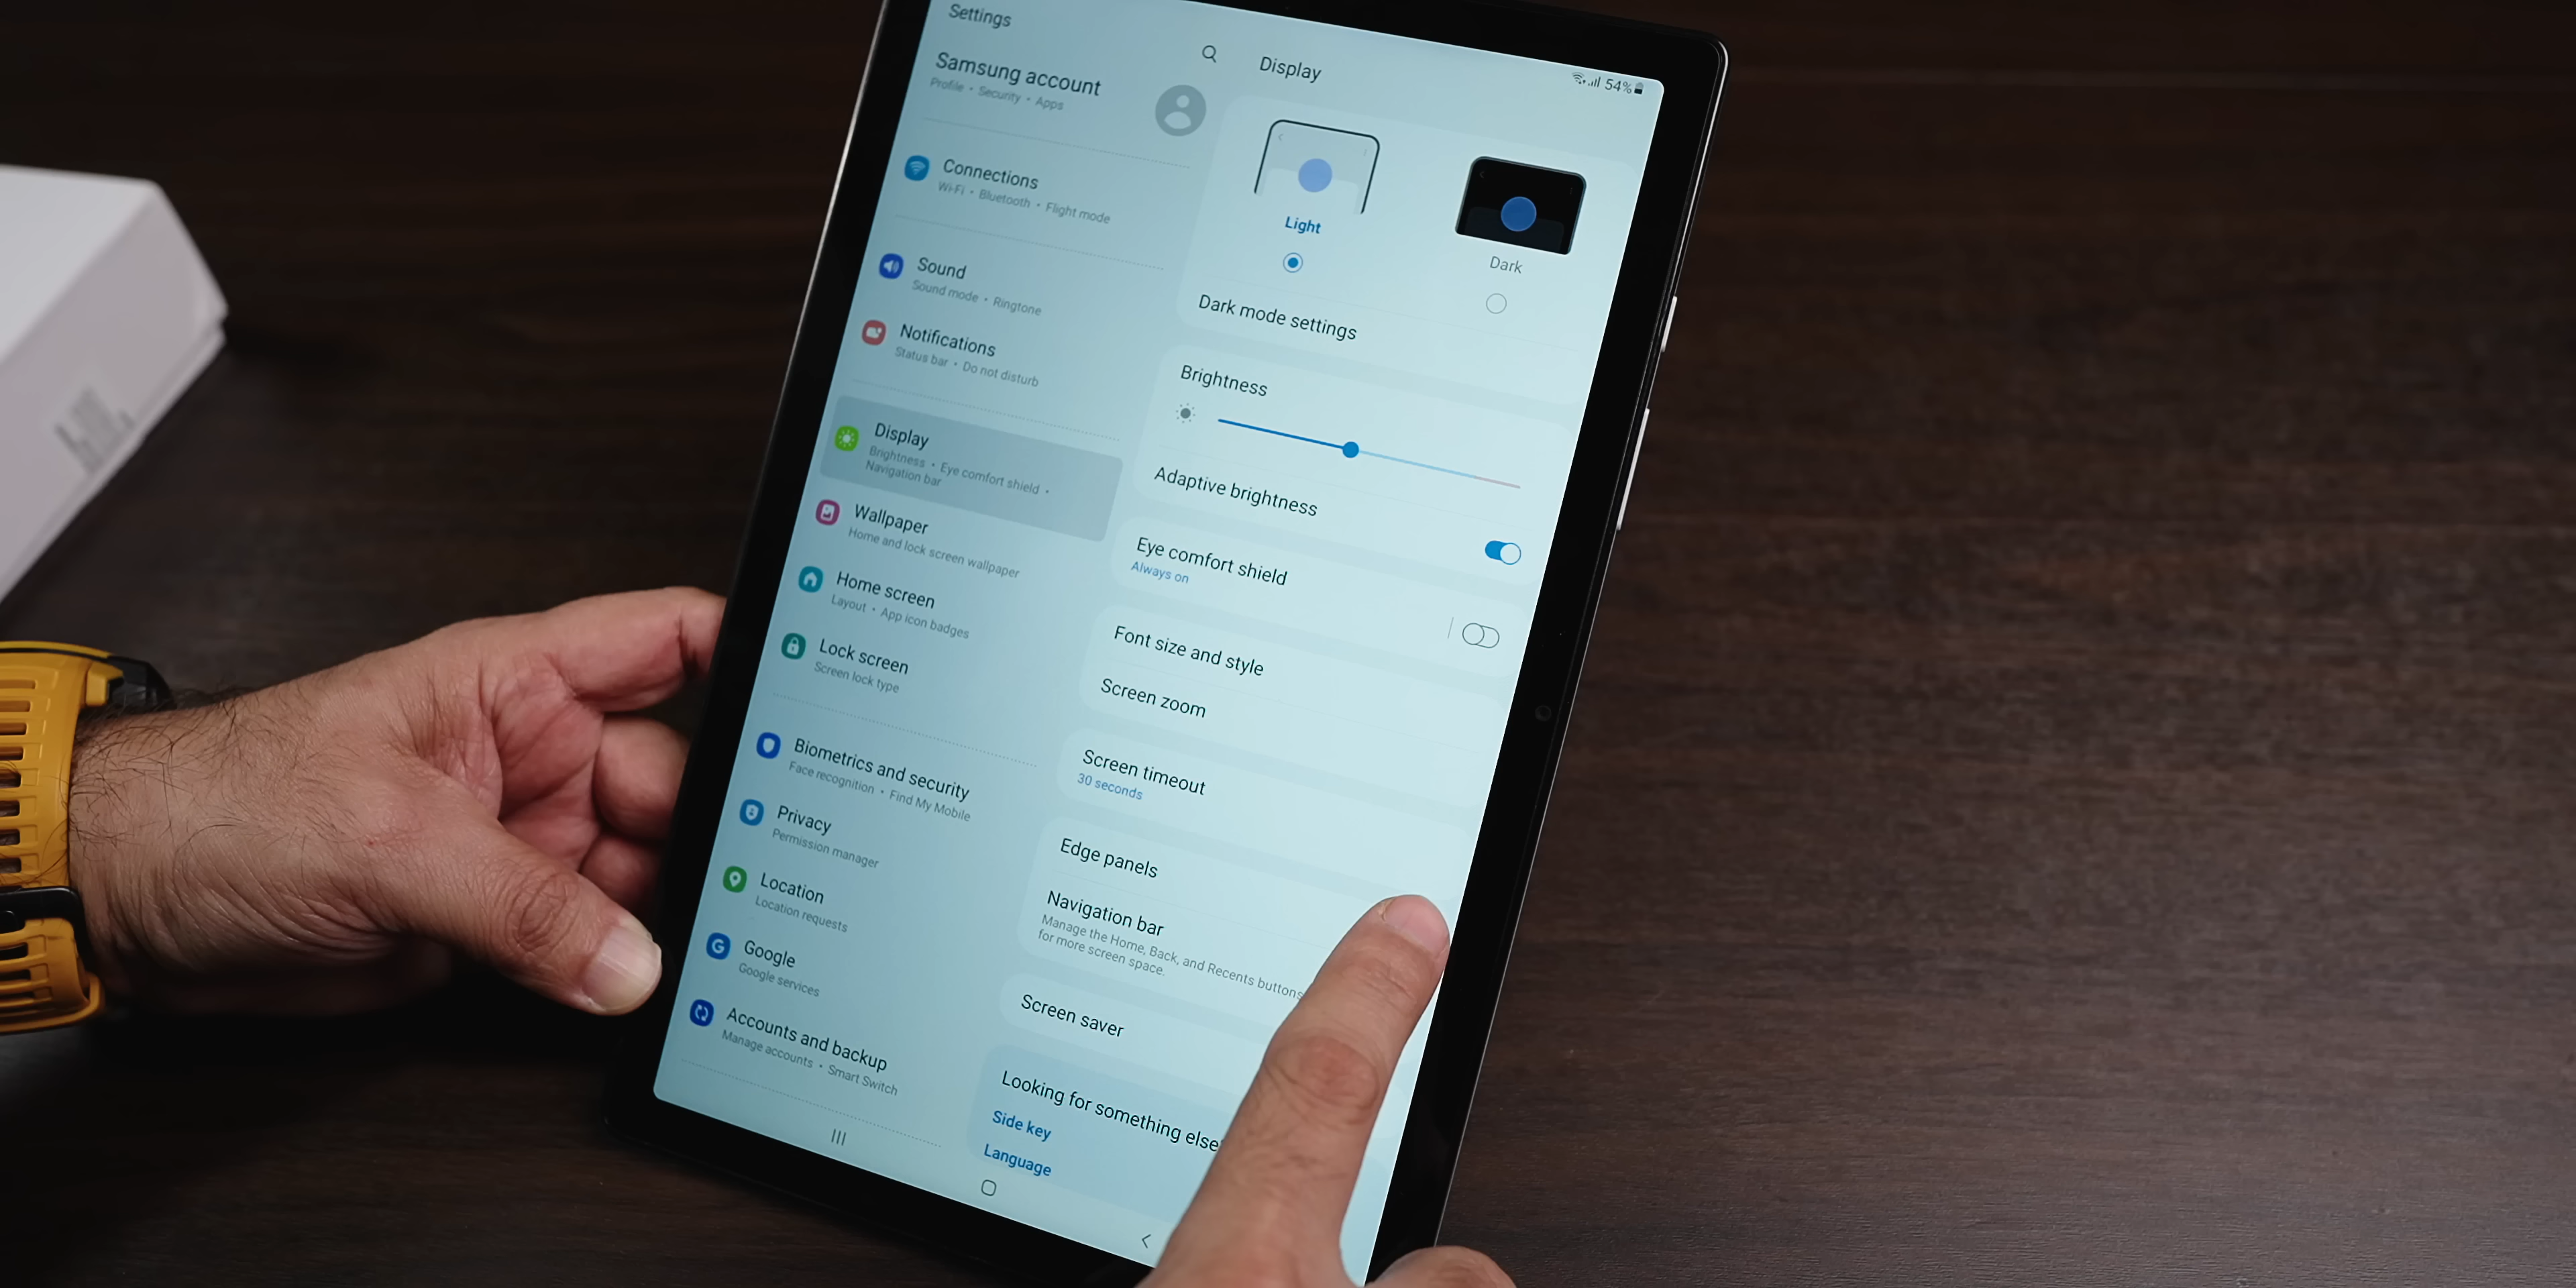 Settings
Samsung account
Profile • Security • Apps
Connections
Wi-Fi • Bluetooth • Flight mode
Sound
Sound mode • Ringtone
Notifications
Status bar • Do not disturb
Display
Brightness • Eye comfort shield •
Navigation bar
Wallpaper
Home and lock screen wallpaper
Home screen
Layout • App icon badges
Lock screen
Screen lock type
Biometrics and security
Face recognition • Find My Mobile
Privacy
Permission manager
Location
Location requests
Google
Google services
Accounts and backup
Manage accounts • Smart Switch
Display
54%
Light
Dark
Dark mode settings
Brightness
Adaptive brightness
Eye comfort shield
Always on
Font size and style
Screen zoom
Screen timeout
30 seconds
Edge panels
Navigation bar
Manage the Home, Back, and Recents buttons
for more screen space.
Screen saver
Looking for something else
Side key
Language